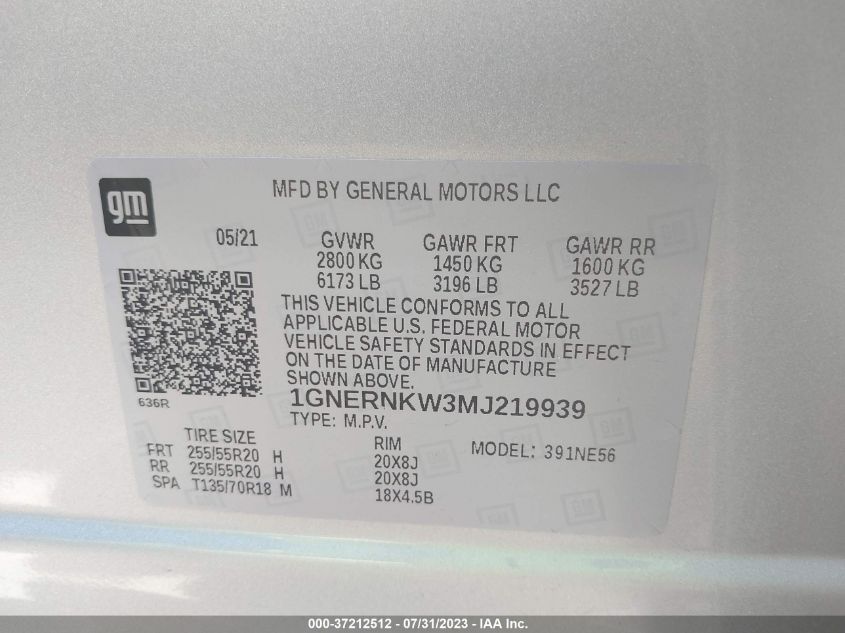 gm
MFD BY GENERAL MOTORS LLC
05/21
GVWR GAWR FRT GAWR RR
2800 KG 1450 KG 1600 KG
6173 LB 3196 LB 3527 LB
THIS VEHICLE CONFORMS TO ALL
APPLICABLE U.S. FEDERAL MOTOR
VEHICLE SAFETY STANDARDS IN EFFECT
ON THE DATE OF MANUFACTURE
SHOWN ABOVE.
636R
1GNERNKW3MJ219939
TYPE: M.P.V.
TIRE SIZE RIM MODEL: 391NE56
FRT 255/55R20 H 20X8J
RR 255/55R20 H 20X8J
SPA T135/70R18 M 18X4.5B
000-37212512 - 07/31/2023 - IAA Inc.